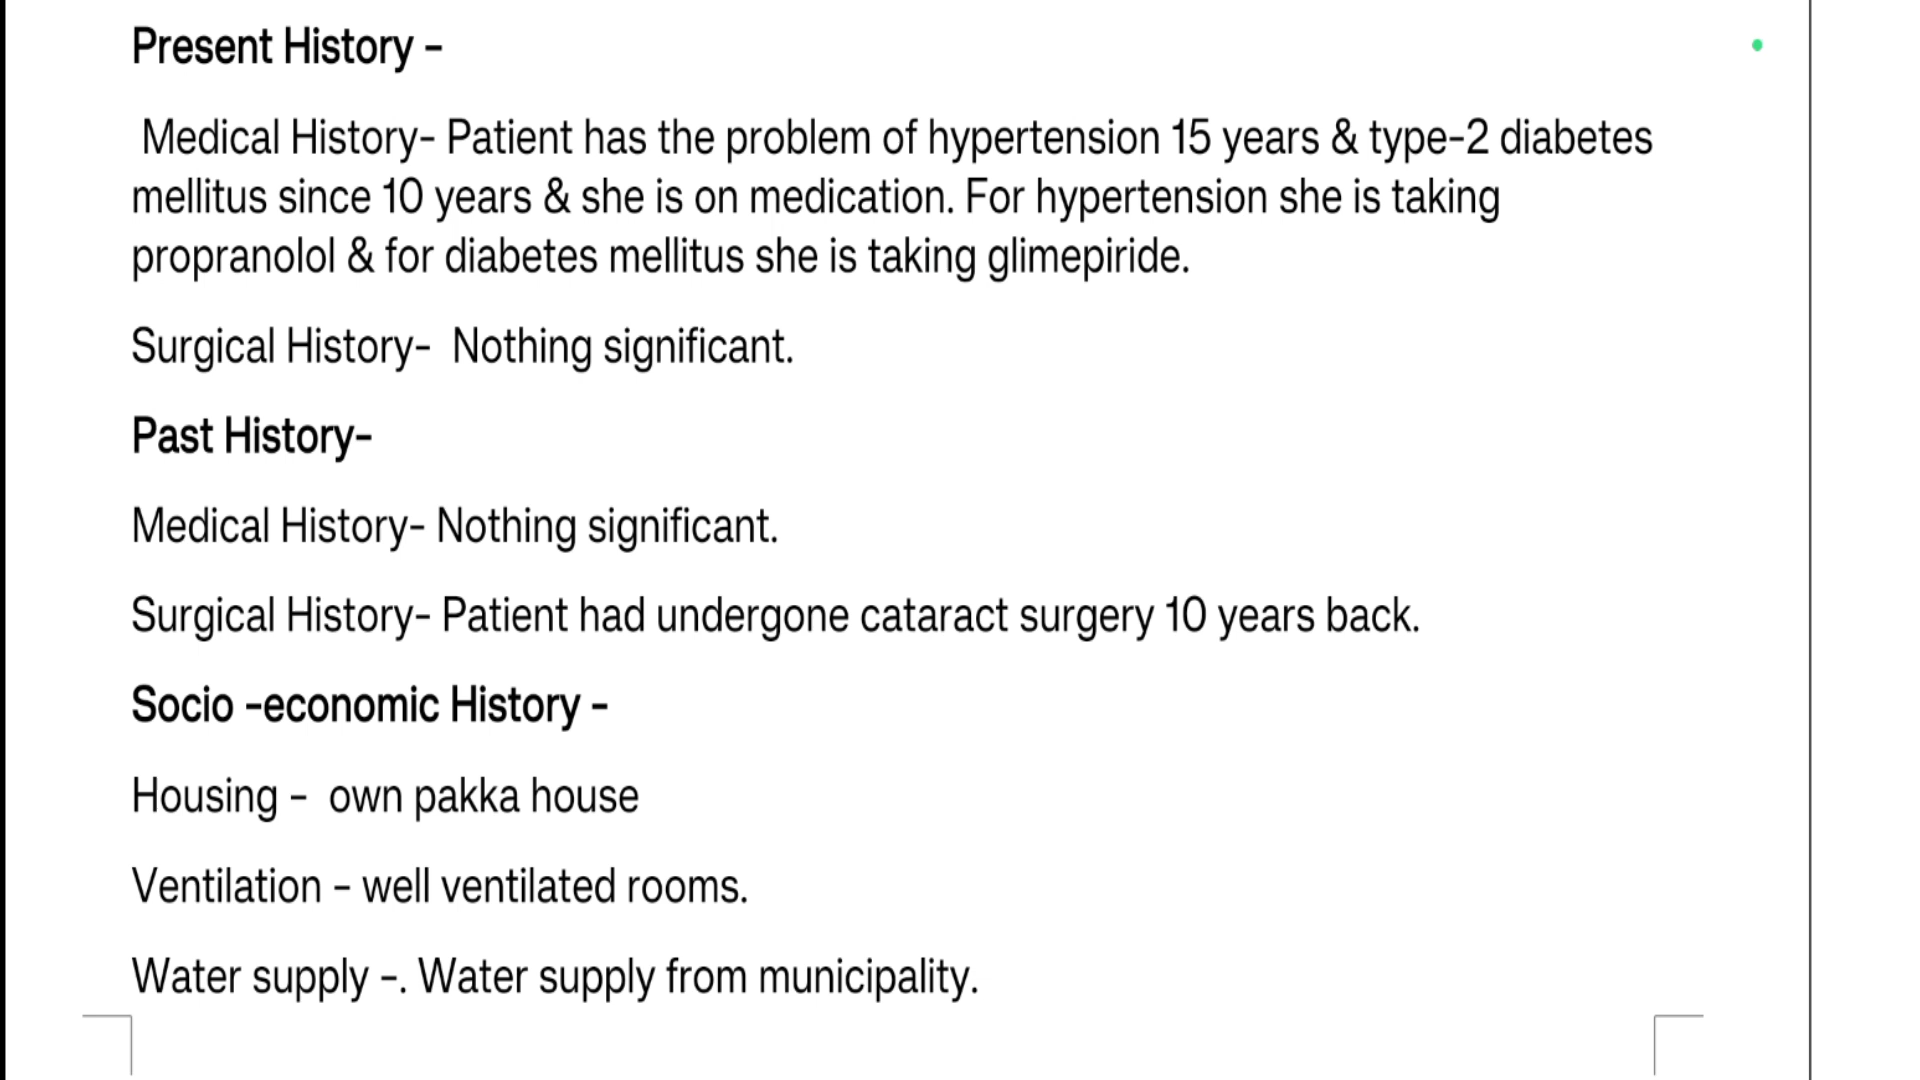 Present History –
Medical History- Patient has the problem of hypertension 15 years & type-2 diabetes
mellitus since 10 years & she is on medication. For hypertension she is taking
propranolol & for diabetes mellitus she is taking glimepiride.
Surgical History-  Nothing significant.
Past History-
Medical History- Nothing significant.
Surgical History- Patient had undergone cataract surgery 10 years back.
Socio –economic History –
Housing –  own pakka house
Ventilation – well ventilated rooms.
Water supply –. Water supply from municipality.